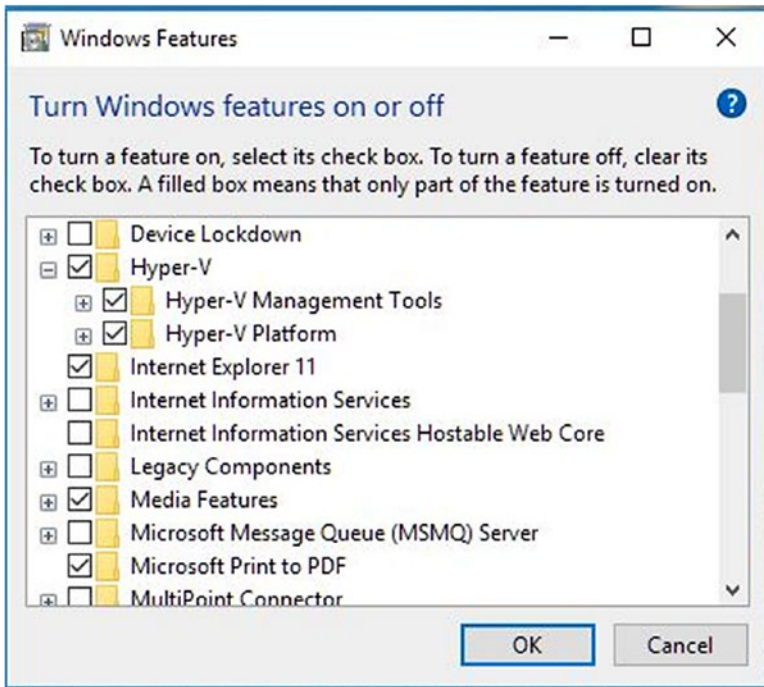 Windows Features
Turn Windows features on or off
To turn a feature on, select its check box. To turn a feature off, clear its
check box. A filled box means that only part of the feature is turned on.
Device Lockdown
Hyper-V
Hyper-V Management Tools
Hyper-V Platform
Internet Explorer 11
Internet Information Services
Internet Information Services Hostable Web Core
Legacy Components
Media Features
Microsoft Message Queue (MSMQ) Server
Microsoft Print to PDF
MultiPoint Connector
OK Cancel